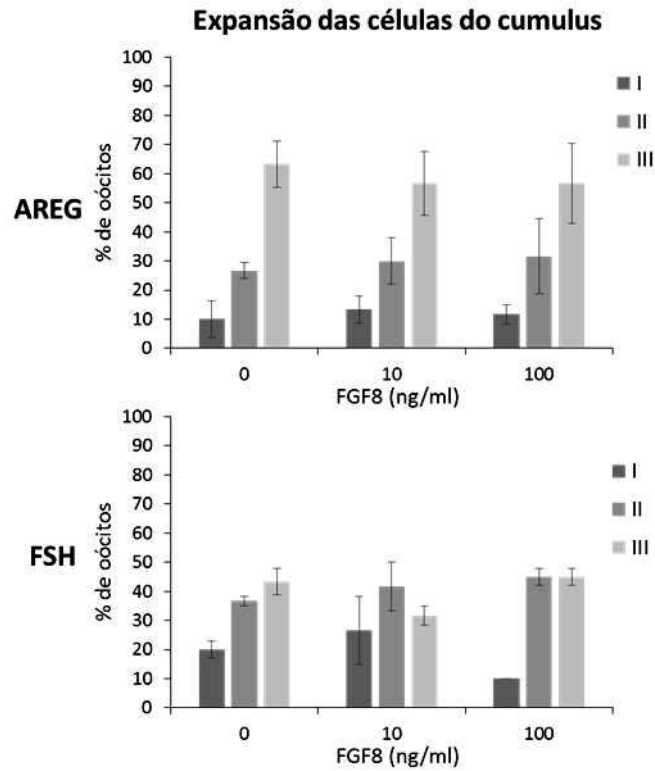 Expansão das células do cumulus
AREG
% de oócitos
100
90
80
70
60
50
40
30
20
10
0
I
II
III
0 10 100
FGF8 (ng/ml)
FSH
% de oócitos
100
90
80
70
60
50
40
30
20
10
0
I
II
III
0 10 100
FGF8 (ng/ml)